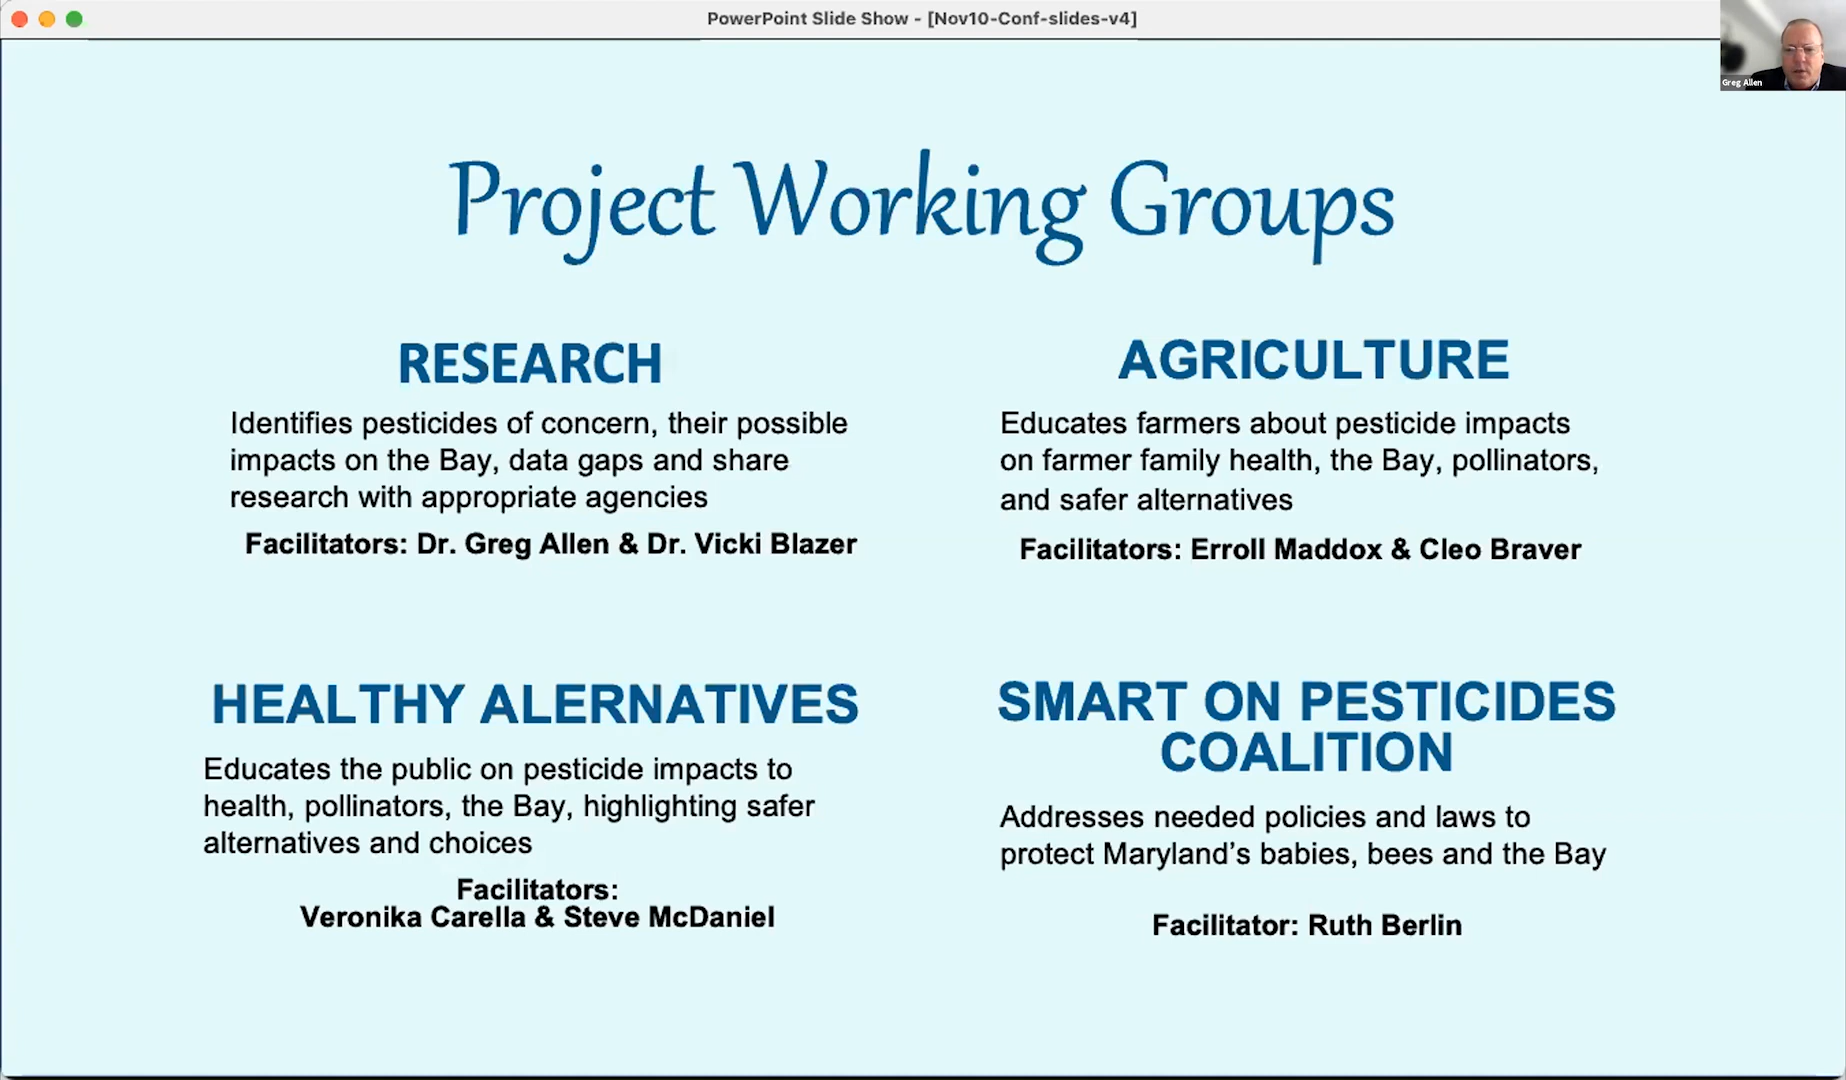 PowerPoint Slide Show - [Nov10-Conf-slides-v4]
Greg Allen
Project Working Groups
RESEARCH
Identifies pesticides of concern, their possible
impacts on the Bay, data gaps and share
research with appropriate agencies
Facilitators: Dr. Greg Allen & Dr. Vicki Blazer
AGRICULTURE
Educates farmers about pesticide impacts
on farmer family health, the Bay, pollinators,
and safer alternatives
Facilitators: Erroll Maddox & Cleo Braver
HEALTHY ALERNATIVES
Educates the public on pesticide impacts to
health, pollinators, the Bay, highlighting safer
alternatives and choices
Facilitators:
Veronika Carella & Steve McDaniel
SMART ON PESTICIDES
COALITION
Addresses needed policies and laws to
protect Maryland’s babies, bees and the Bay
Facilitator: Ruth Berlin